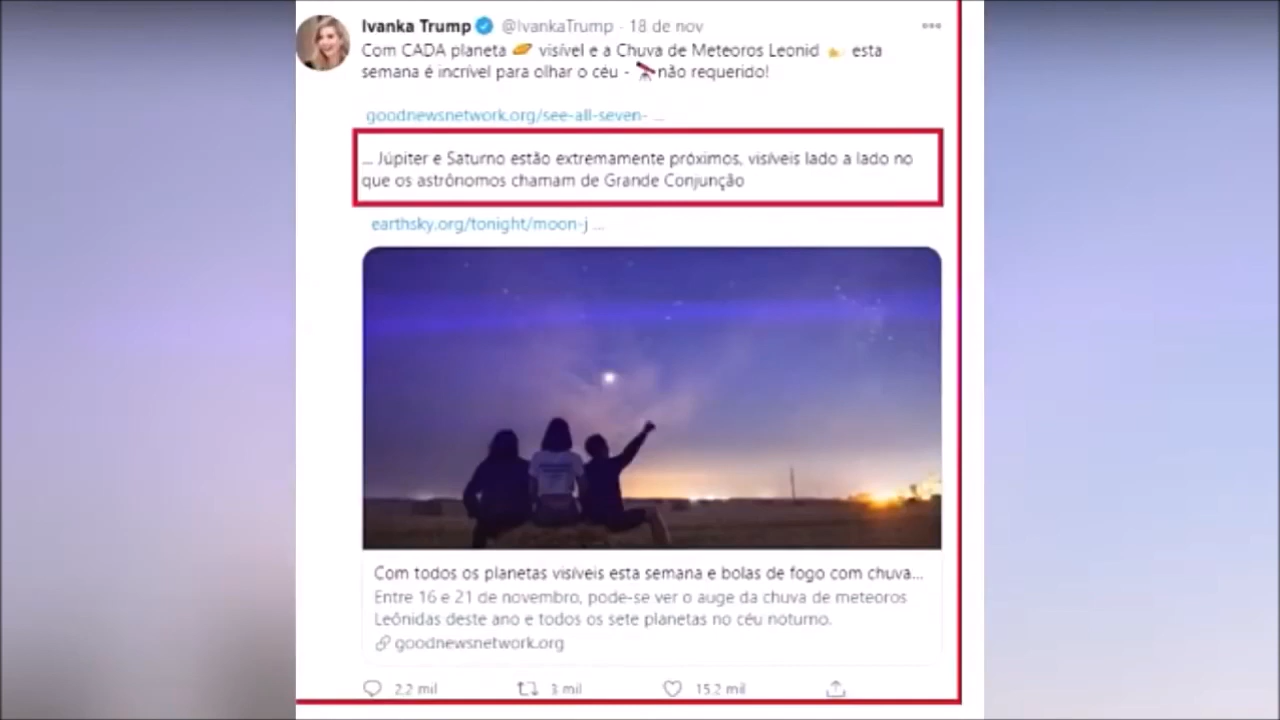 Ivanka Trump @IvankaTrump · 18 de nov
Com CADA planeta 🪐 visível e a Chuva de Meteoros Leonid 💫 esta
semana é incrível para olhar o céu - 🔭não requerido!
goodnewsnetwork.org/see-all-seven- ...
... Júpiter e Saturno estão extremamente próximos, visíveis lado a lado no
que os astrônomos chamam de Grande Conjunção
earthsky.org/tonight/moon-j ...
Com todos os planetas visíveis esta semana e bolas de fogo com chuva...
Entre 16 e 21 de novembro, pode-se ver o auge da chuva de meteoros
Leônidas deste ano e todos os sete planetas no céu noturno.
goodnewsnetwork.org
2.2 mil 3 mil 15.2 mil